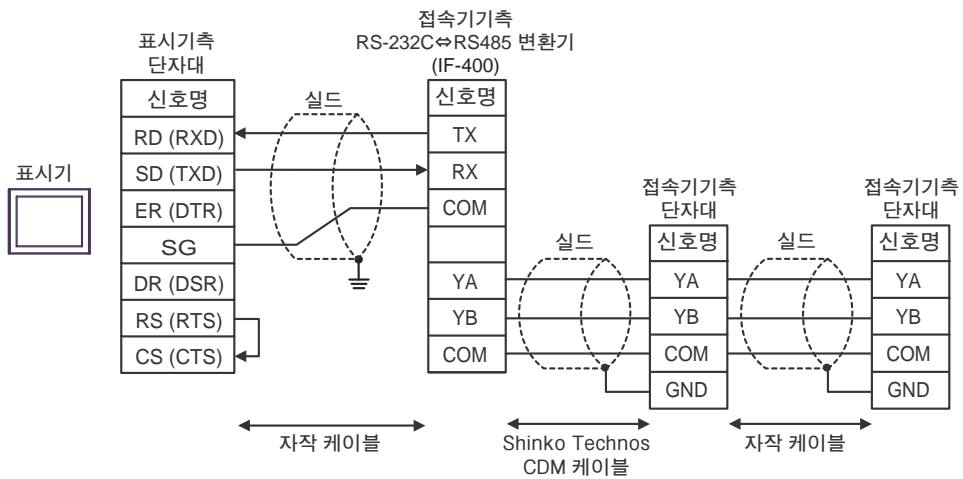 접속기기측
RS-232C⇔RS485 변환기
(IF-400)
표시기측
단자대
신호명
RD (RXD)
SD (TXD)
ER (DTR)
SG
DR (DSR)
RS (RTS)
CS (CTS)
표시기
실드
신호명
TX
RX
COM
YA
YB
COM
실드
접속기기측
단자대
신호명
YA
YB
COM
GND
실드
접속기기측
단자대
신호명
YA
YB
COM
GND
자작 케이블
Shinko Technos
CDM 케이블
자작 케이블